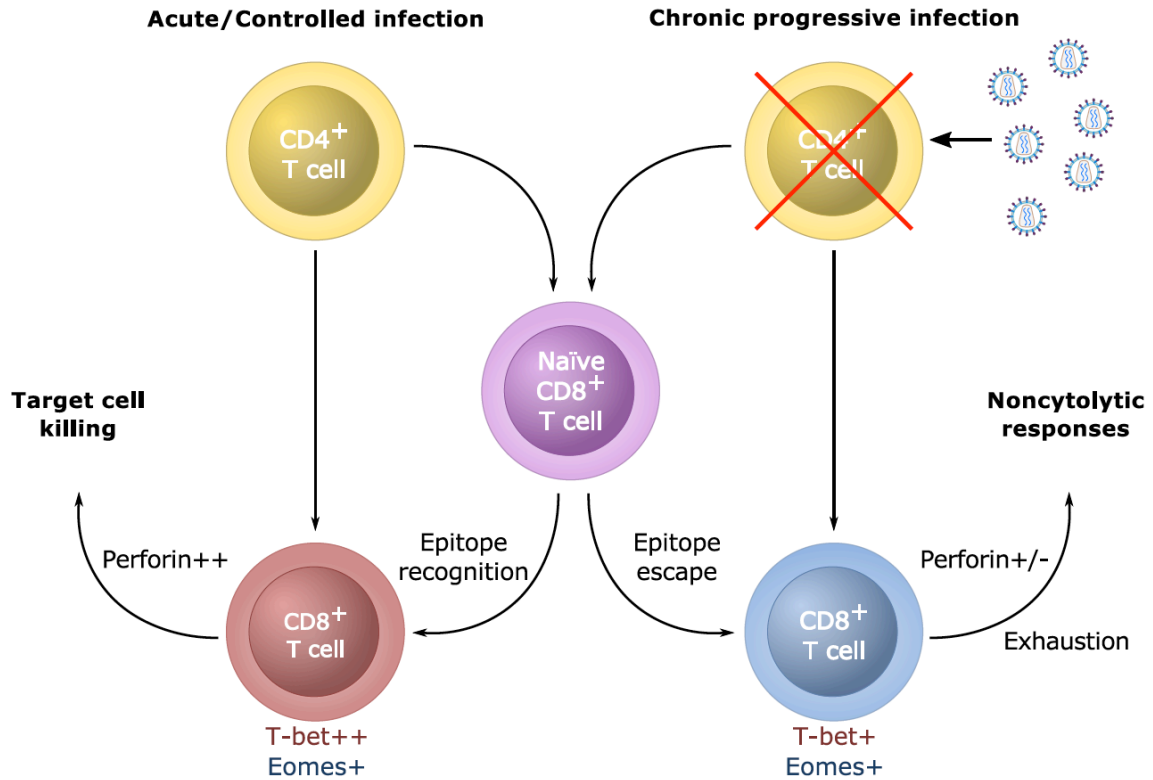 Acute/Controlled infection
Chronic progressive infection
CD4+
T cell
CD4+
T cell
Naïve
CD8+
T cell
Target cell
killing
Noncytolytic
responses
Perforin++
Epitope
recognition
Epitope
escape
Perforin+/-
Exhaustion
CD8+
T cell
CD8+
T cell
T-bet++
Eomes+
T-bet+
Eomes+